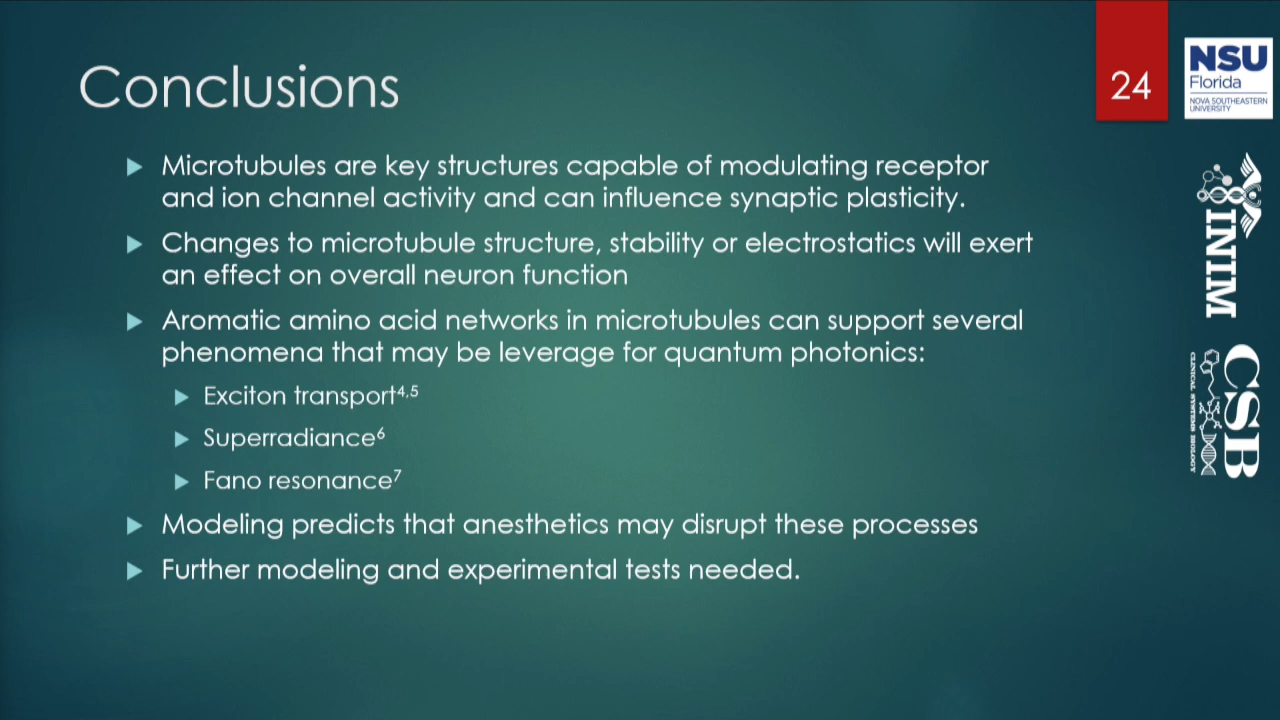 Conclusions
24
NSU
Florida
NOVA SOUTHEASTERN
UNIVERSITY
Microtubules are key structures capable of modulating receptor
and ion channel activity and can influence synaptic plasticity.
Changes to microtubule structure, stability or electrostatics will exert
an effect on overall neuron function
Aromatic amino acid networks in microtubules can support several
phenomena that may be leverage for quantum photonics:
Exciton transport4,5
Superradiance6
Fano resonance7
Modeling predicts that anesthetics may disrupt these processes
Further modeling and experimental tests needed.
INIM
CSB
CLINICAL SYSTEMS BIOLOGY